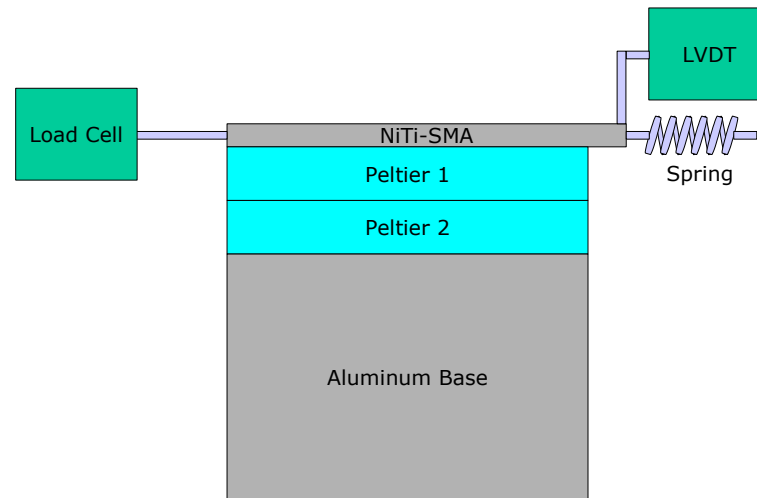 LVDT
Load Cell
NiTi-SMA
Spring
Peltier 1
Peltier 2
Aluminum Base